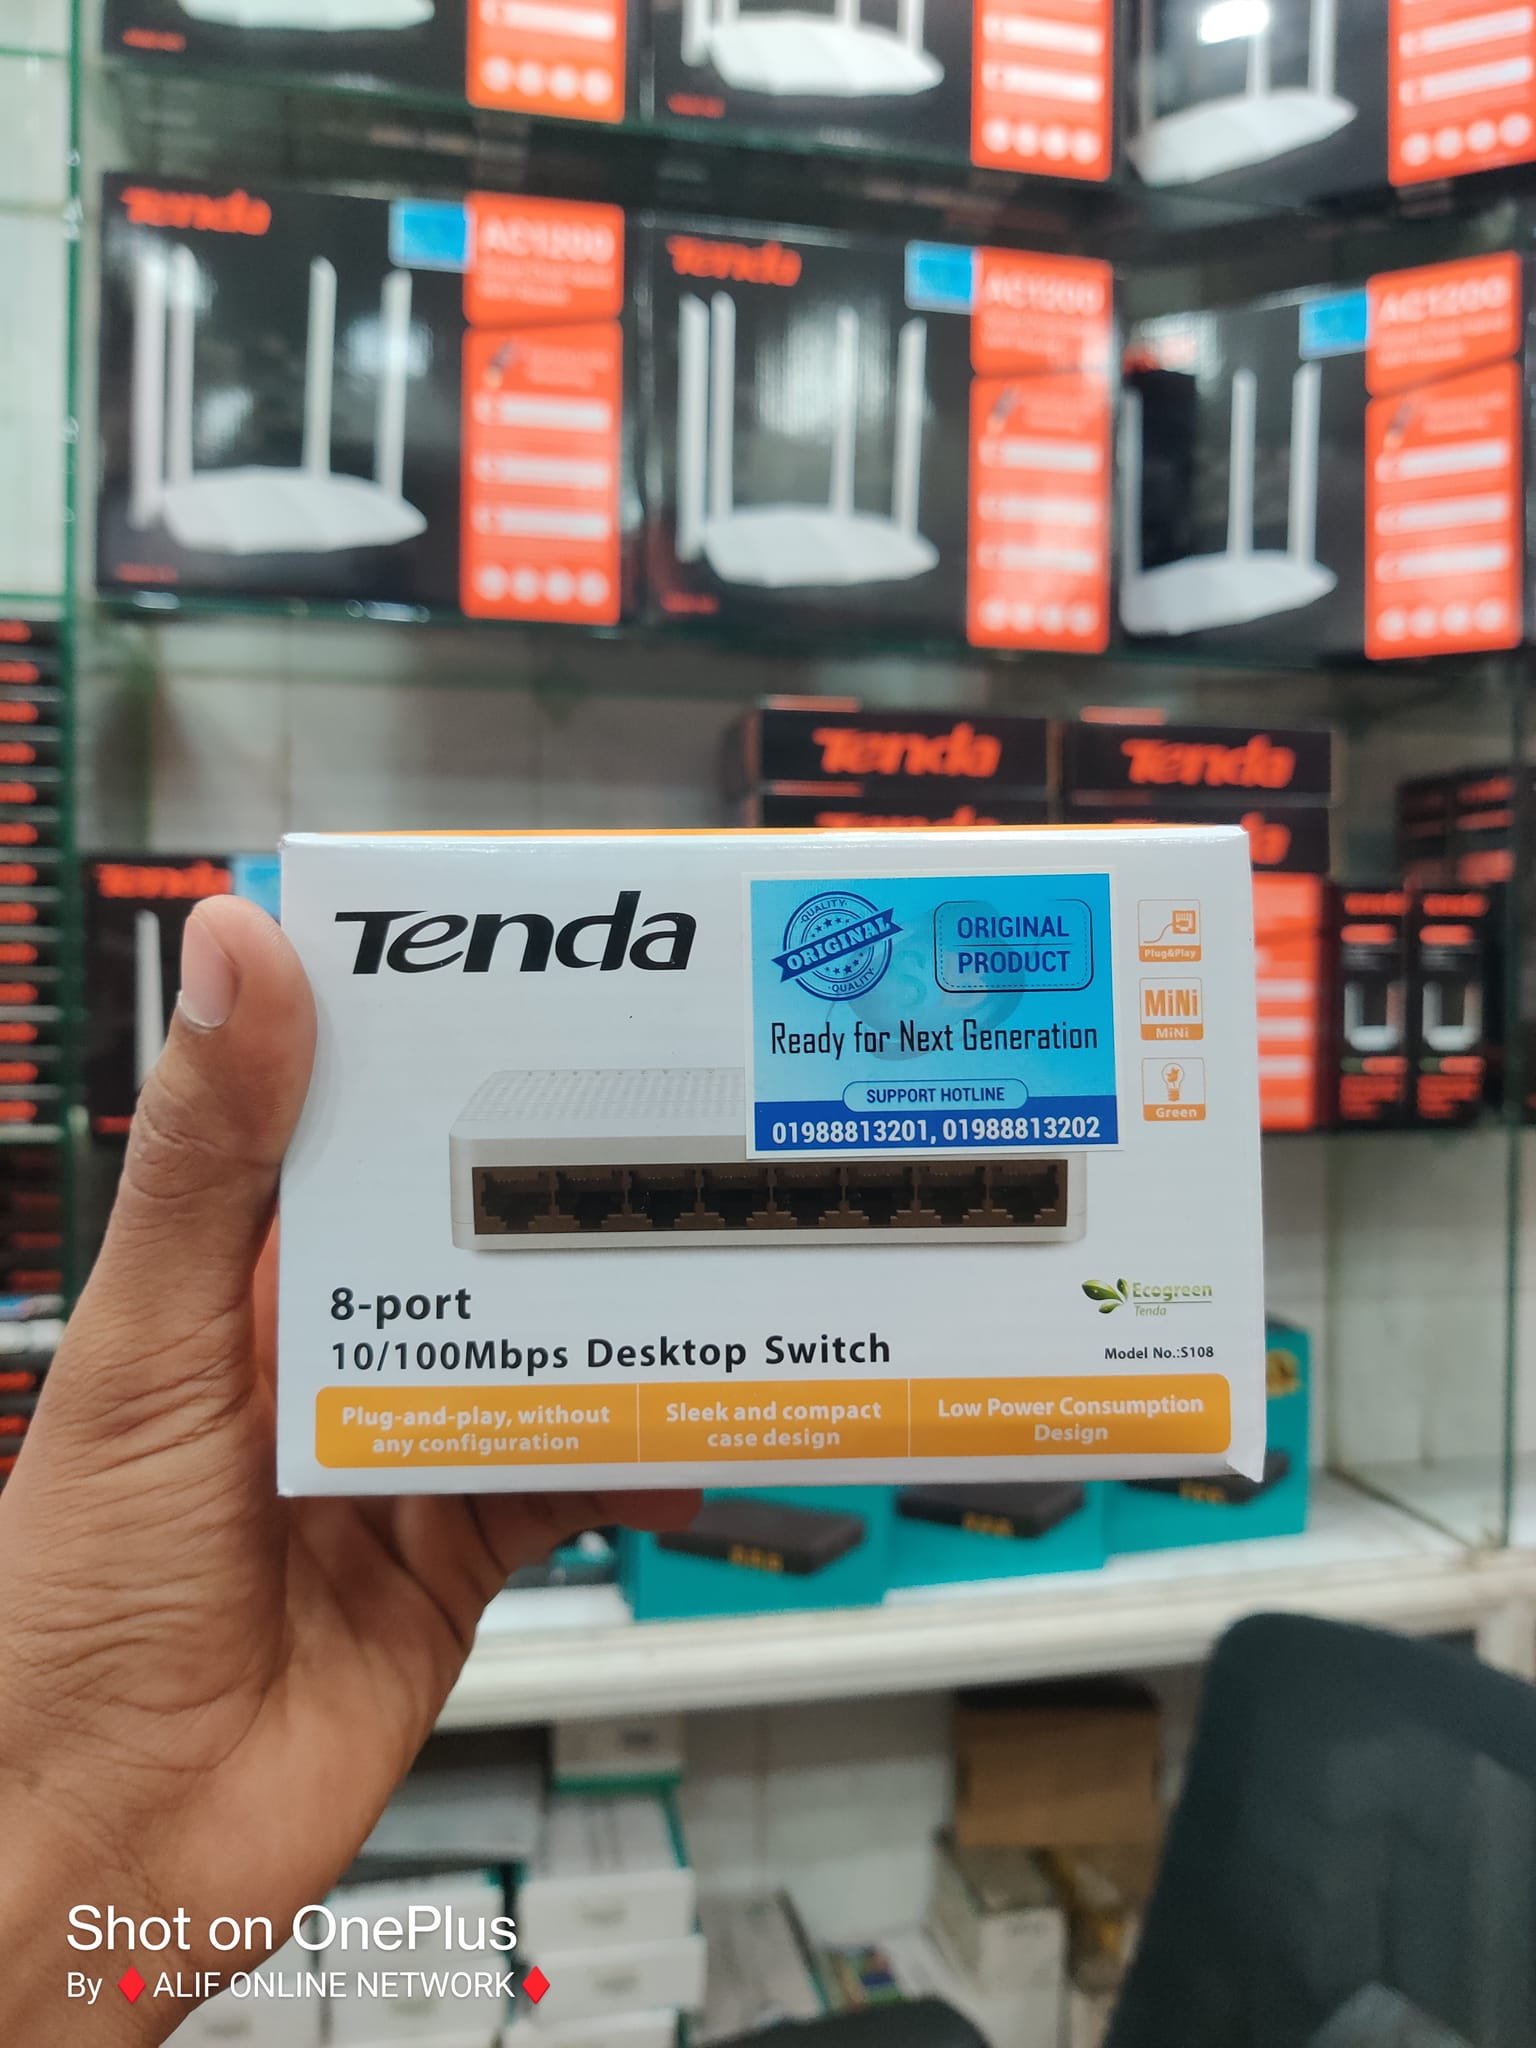 Tenda
AC1200
Tenda
AC1200
AC1200
Tenda
Tenda
Tenda
Tenda
QUALITY
ORIGINAL
QUALITY
ORIGINAL
PRODUCT
Ready for Next Generation
SUPPORT HOTLINE
01988813201, 01988813202
Plug&Play
MiNi
MiNi
Green
8-port
10/100Mbps Desktop Switch
Ecogreen
Tenda
Model No.:S108
Plug-and-play, without
any configuration
Sleek and compact
case design
Low Power Consumption
Design
Shot on OnePlus
By ♦ALIF ONLINE NETWORK♦